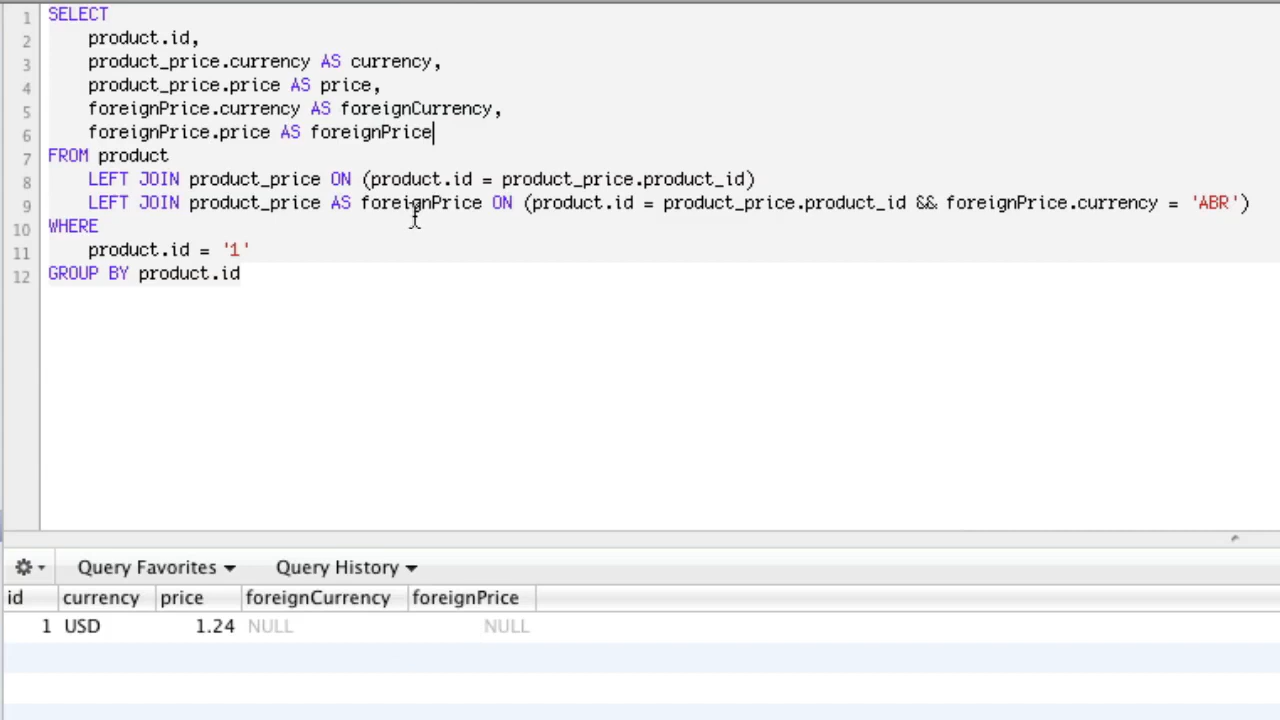 1 SELECT
2 product.id,
3 product_price.currency AS currency,
4 product_price.price AS price,
5 foreignPrice.currency AS foreignCurrency,
6 foreignPrice.price AS foreignPrice
7 FROM product
8 LEFT JOIN product_price ON (product.id = product_price.product_id)
9 LEFT JOIN product_price AS foreignPrice ON (product.id = product_price.product_id && foreignPrice.currency = 'ABR')
10 WHERE
11 product.id = '1'
12 GROUP BY product.id
Query Favorites Query History
id currency price foreignCurrency foreignPrice
1 USD 1.24 NULL NULL